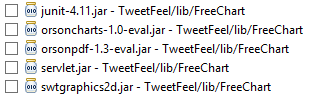 junit-4.11.jar - TweetFeel/lib/FreeChart
orsoncharts-1.0-eval.jar - TweetFeel/lib/FreeChart
orsonpdf-1.3-eval.jar - TweetFeel/lib/FreeChart
servlet.jar - TweetFeel/lib/FreeChart
swtgraphics2d.jar - TweetFeel/lib/FreeChart